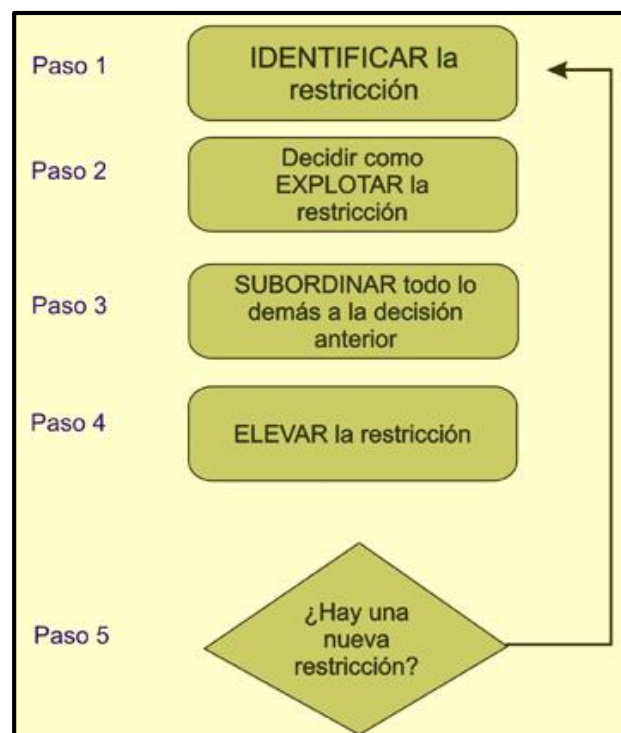 Paso 1
IDENTIFICAR la
restricción
Paso 2
Decidir como
EXPLOTAR la
restricción
Paso 3
SUBORDINAR todo lo
demás a la decisión
anterior
Paso 4
ELEVAR la restricción
Paso 5
¿Hay una
nueva
restricción?